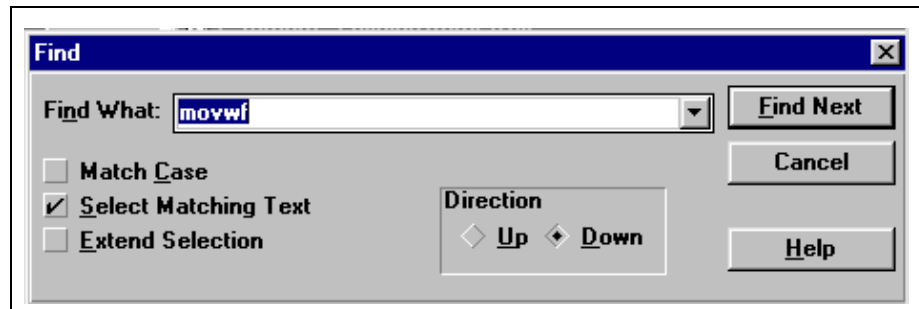 Find
Find What: movwf
Find Next
Match Case
Cancel
Select Matching Text
Direction
Extend Selection
Up Down
Help